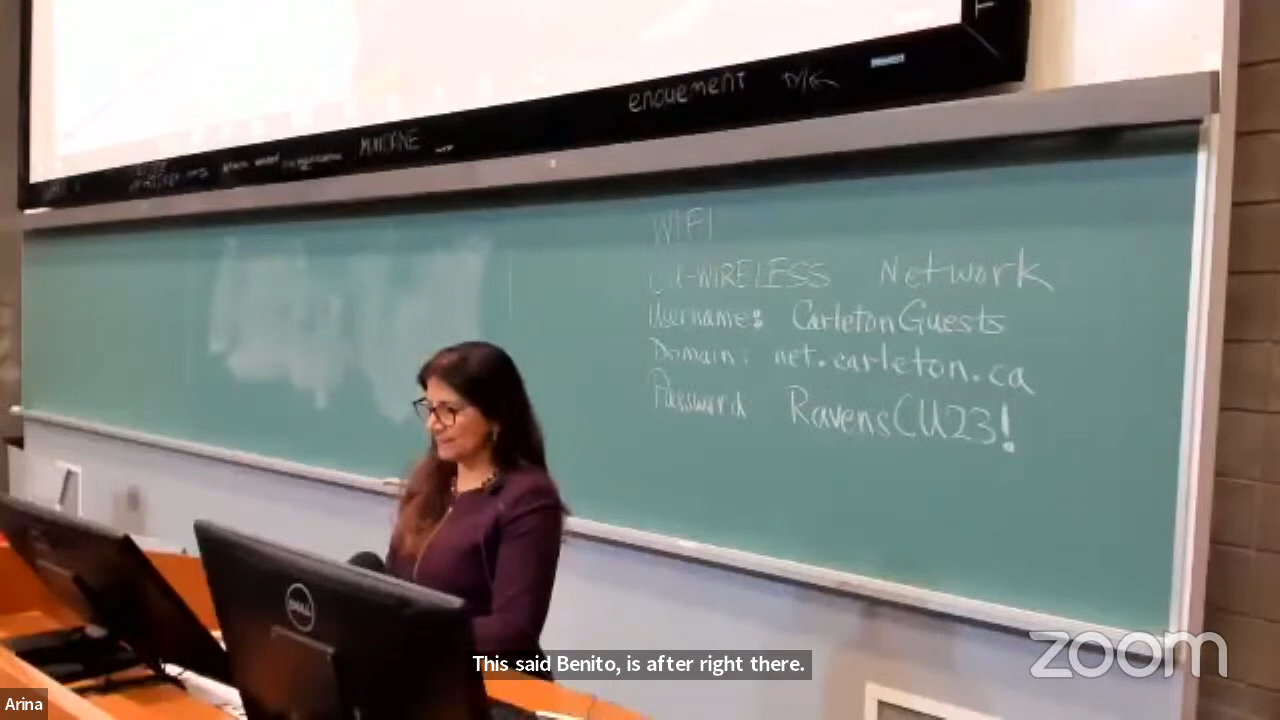 enouement
MUNDANE
WIFI
CU-WIRELESS Network
Username: CarletonGuests
Domain: net.carleton.ca
Password RavensCU23!
DELL
This said Benito, is after right there.
zoom
Arina